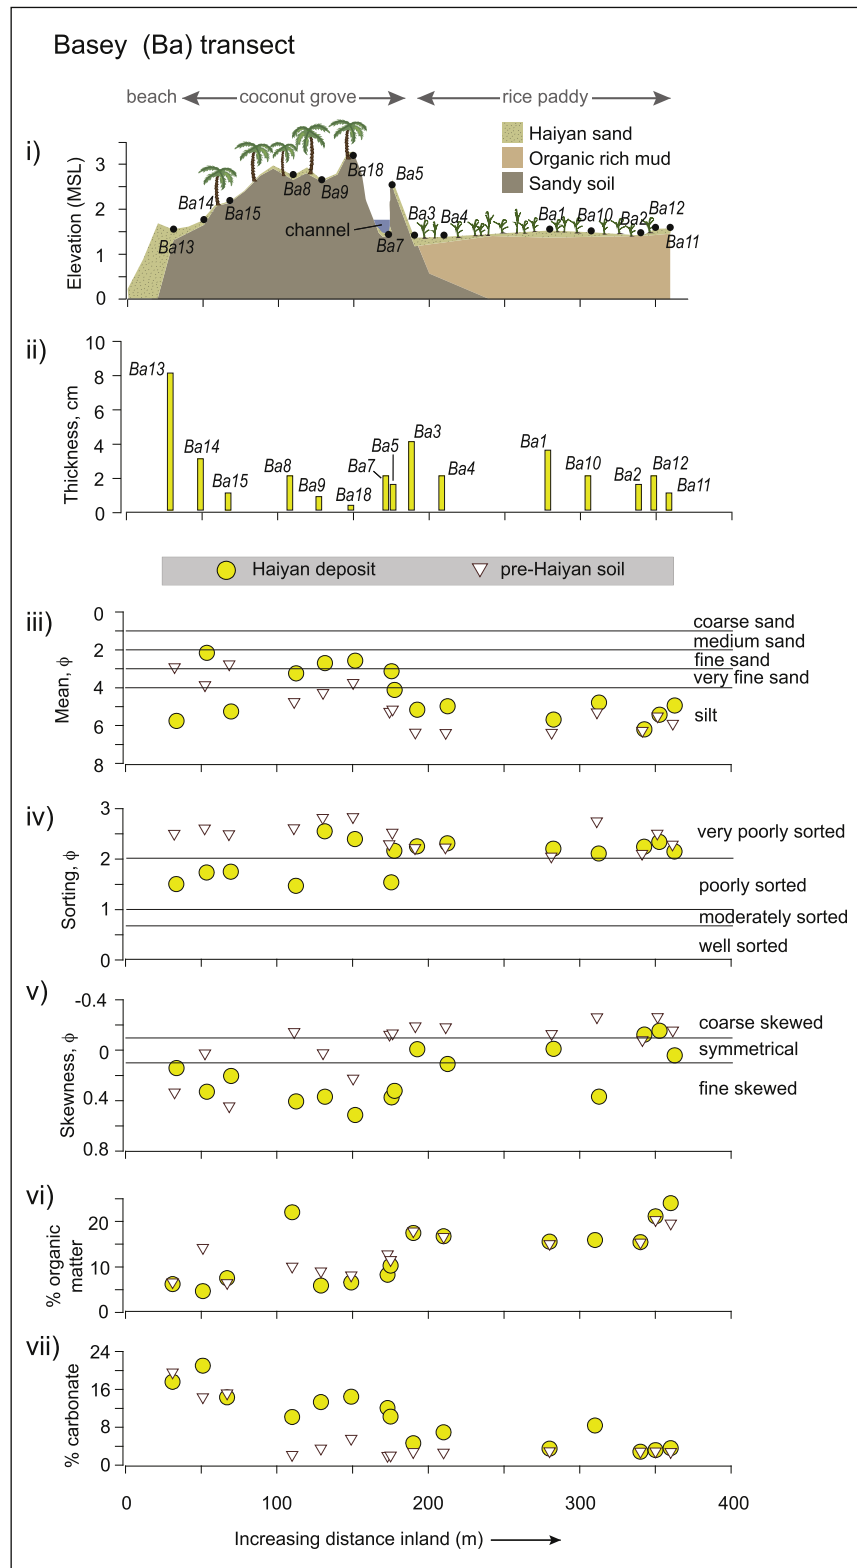 Basey (Ba) transect
beach
coconut grove
rice paddy
i)
Haiyan sand
Organic rich mud
Sandy soil
Elevation (MSL)
3
2
1
0
Ba13
Ba14
Ba15
Ba8
Ba9
Ba18
channel
Ba7
Ba5
Ba3
Ba4
Ba1
Ba10
Ba2
Ba12
Ba11
ii)
Thickness, cm
10
8
6
4
2
0
Ba13
Ba14
Ba15
Ba8
Ba9
Ba18
Ba7
Ba5
Ba3
Ba4
Ba1
Ba10
Ba2
Ba12
Ba11
Haiyan deposit
pre-Haiyan soil
iii)
Mean, ϕ
0
2
4
6
8
coarse sand
medium sand
fine sand
very fine sand
silt
iv)
Sorting, ϕ
3
2
1
0
very poorly sorted
poorly sorted
moderately sorted
well sorted
v)
Skewness, ϕ
-0.4
0
0.4
0.8
coarse skewed
symmetrical
fine skewed
vi)
% organic
matter
20
10
0
vii)
% carbonate
24
16
8
0
0 100 200 300 400
Increasing distance inland (m)